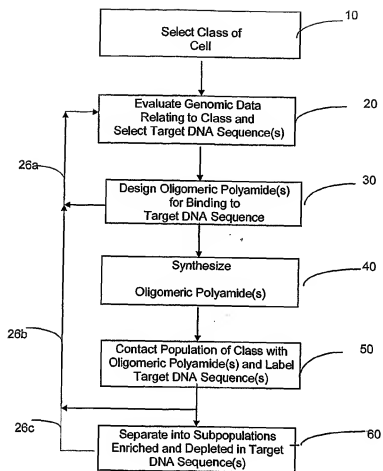 10
Select Class of
Cell
20
Evaluate Genomic Data
Relating to Class and
Select Target DNA Sequence(s)
26a
30
Design Oligomeric Polyamide(s)
for Binding to
Target DNA Sequence
40
Synthesize
Oligomeric Polyamide(s)
26b
50
Contact Population of Class with
Oligomeric Polyamide(s) and Label
Target DNA Sequence(s)
26c
60
Separate into Subpopulations
Enriched and Depleted in Target
DNA Sequence(s)